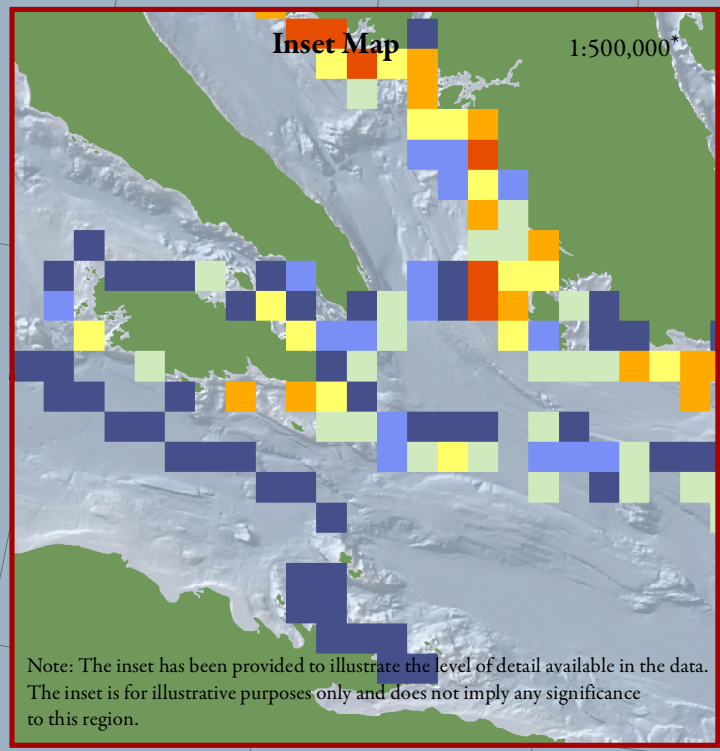 Inset Map
1:500,000*
Note: The inset has been provided to illustrate the level of detail available in the data.
The inset is for illustrative purposes only and does not imply any significance
to this region.